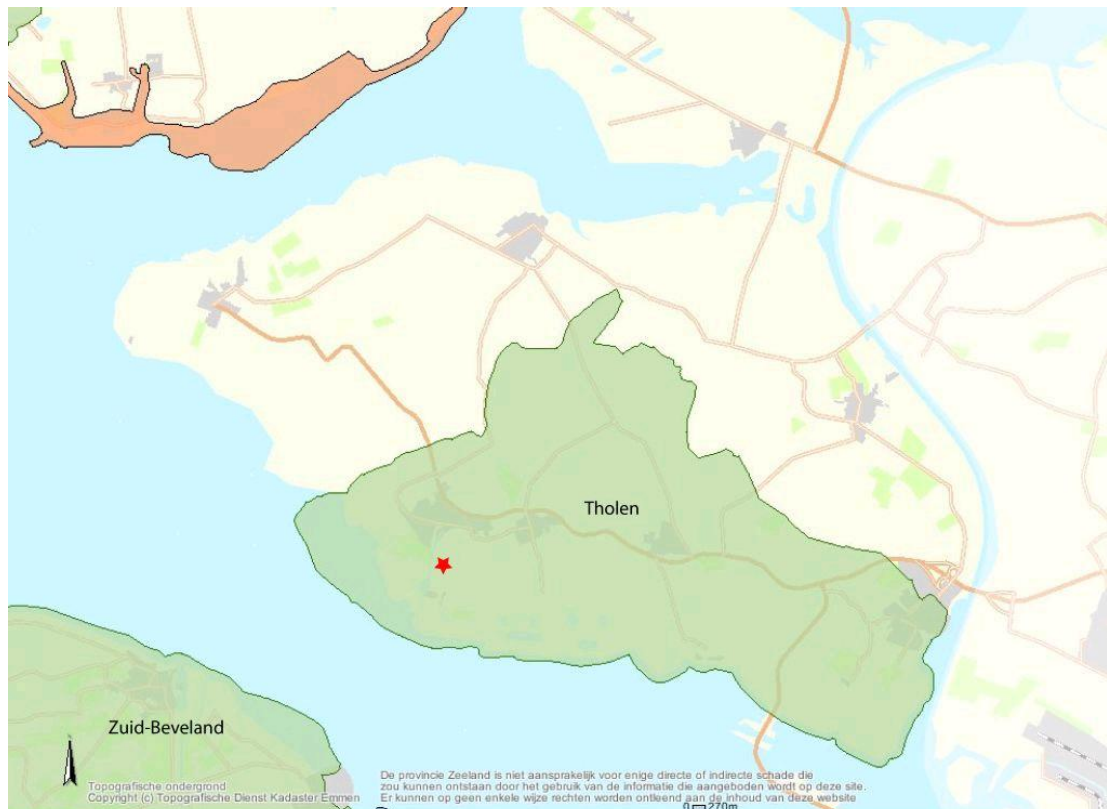 Tholen
Zuid-Beveland
Topografische ondergrond
Copyright (c) Topografische Dienst Kadaster Emmen
De provincie Zeeland is niet aansprakelijk voor enige directe of indirecte schade die
zou kunnen ontstaan door het gebruik van de informatie die aangeboden wordt op deze site.
Er kunnen op geen enkele wijze rechten worden ontleend aan de inhoud van deze website
0 270m